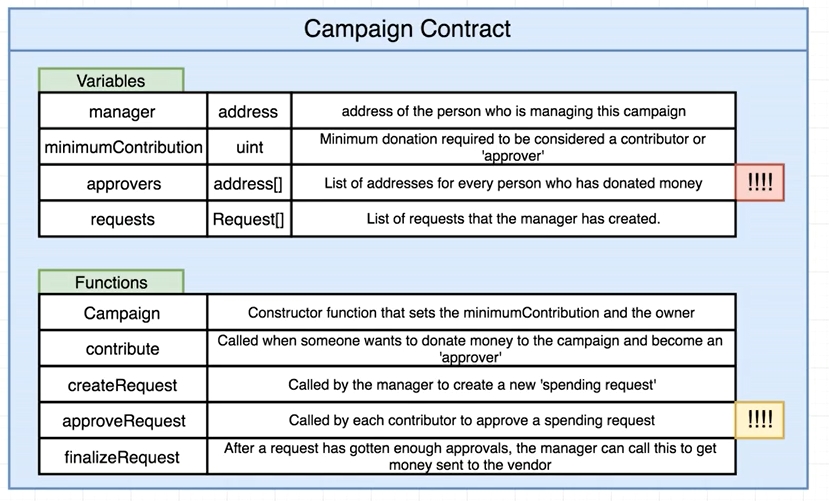 Campaign Contract
Variables
manager address address of the person who is managing this campaign
minimumContribution uint Minimum donation required to be considered a contributor or
'approver'
approvers address[] List of addresses for every person who has donated money !!!!
requests Request[] List of requests that the manager has created.
Functions
Campaign Constructor function that sets the minimumContribution and the owner
contribute Called when someone wants to donate money to the campaign and become an
'approver'
createRequest Called by the manager to create a new 'spending request'
approveRequest Called by each contributor to approve a spending request !!!!
finalizeRequest After a request has gotten enough approvals, the manager can call this to get
money sent to the vendor